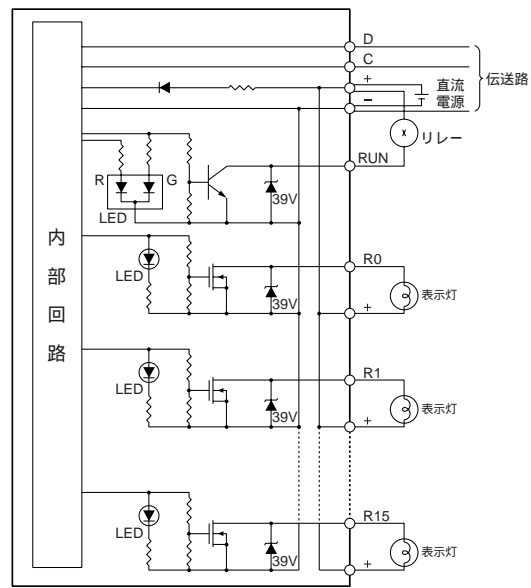 D
C
+
直流
電源
伝送路
−
リレー
RUN
R
G
39V
LED
内部回路
R0
LED
39V
表示灯
+
R1
LED
39V
表示灯
+
R15
LED
39V
表示灯
+